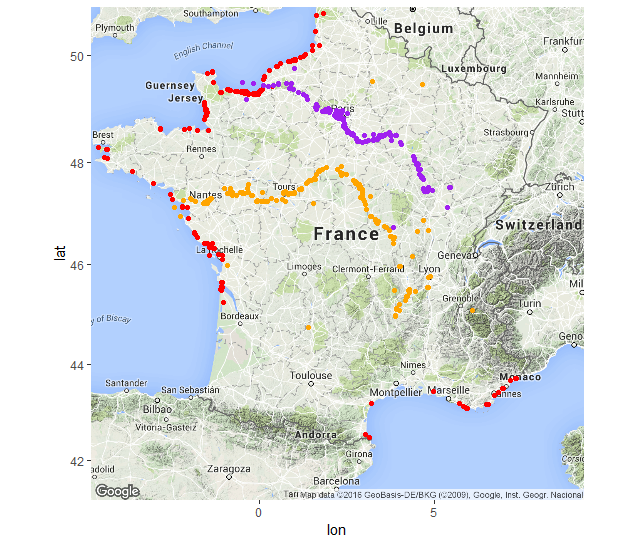 Southampton
Plymouth
Lille
Belgium
Frankfur
English Channel
50
Guernsey
Luxembourg
Mannheim
Jersey
Karlsruhe
Paris
Stutt
Brest
Strasbourg
Rennes
48
Zürich
Nantes
Tours
Switzerland
France
La Rochelle
Geneva
46
Limoges
Clermont-Ferrand
Lyon
Mi
Grenoble
Turin
lat
y of Biscay
Bordeaux
Geno
44
Nimes
Toulouse
Monaco
Santander
San Sebastián
Montpellier
Marseille
Cannes
Bilbao
Vitoria-Gasteiz
Andorra
Corsic
42
Girona
adolid
Zaragoza
Barcelona
Google
Tarr
Map data ©2016 GeoBasis-DE/BKG (©2009), Google, Inst. Geogr. Nacional
0
5
lon